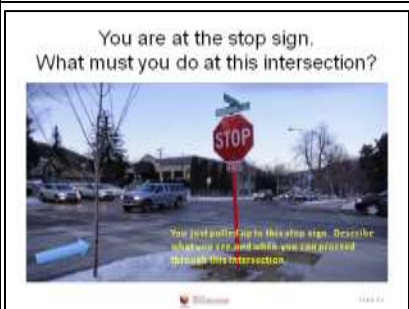 You are at the stop sign.
What must you do at this intersection?
STOP
You just pulled up to this stop sign. Describe
what you see and when you can proceed
through this intersection